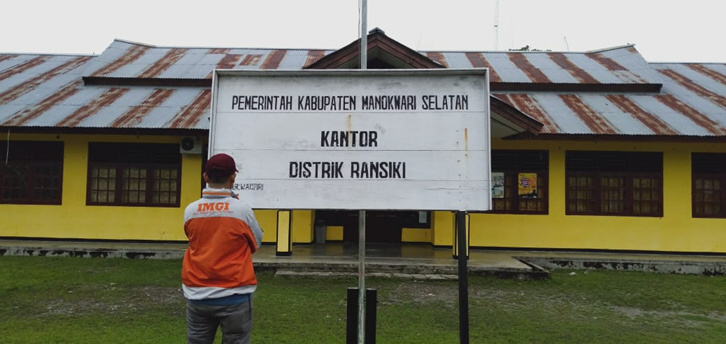 PEMERINTAH KABUPATEN MANOKWARI SELATAN
KANTOR
DISTRIK RANSIKI
IMGI